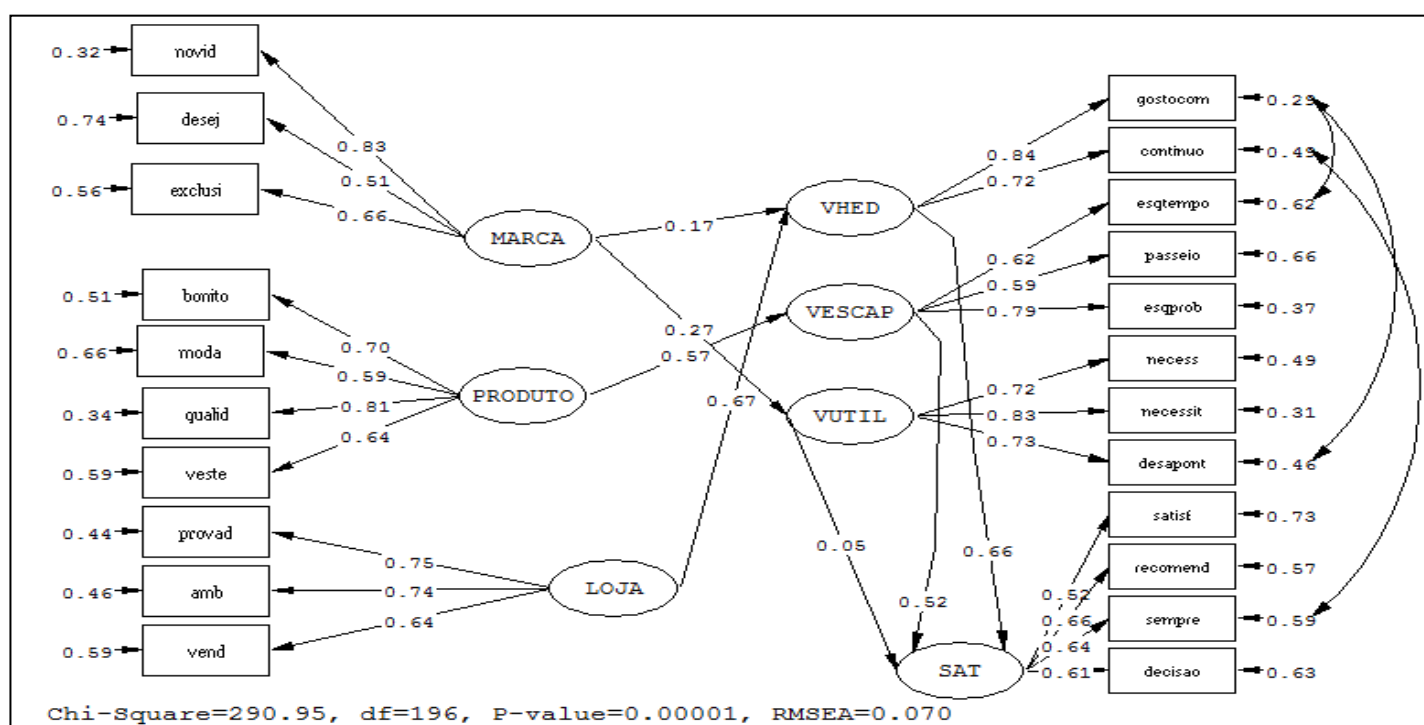 0.32 novid
0.74 desej
0.56 exclusi
0.83
0.51
0.66
MARCA
0.51 bonito
0.66 moda
0.34 qualid
0.59 veste
0.70
0.59
0.81
0.64
PRODUTO
0.44 provad
0.46 amb
0.59 vend
0.75
0.74
0.64
LOJA
0.17
0.27
0.57
0.67
VHED
VESCAP
VUTIL
0.05
0.52
0.66
SAT
0.84
0.72
0.62
0.59
0.79
0.72
0.83
0.73
0.52
0.66
0.64
0.61
gostocom 0.29
continuo 0.49
esqtempo 0.62
passeio 0.66
esqprob 0.37
necess 0.49
necessit 0.31
desapont 0.46
satisf 0.73
recomend 0.57
sempre 0.59
decisao 0.63
Chi-Square=290.95, df=196, P-value=0.00001, RMSEA=0.070